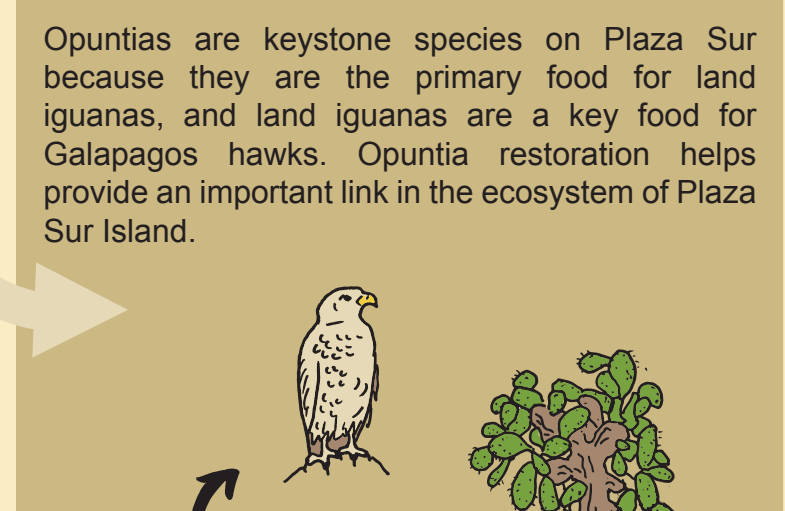 Opuntias are keystone species on Plaza Sur
because they are the primary food for land
iguanas, and land iguanas are a key food for
Galapagos hawks. Opuntia restoration helps
provide an important link in the ecosystem of Plaza
Sur Island.